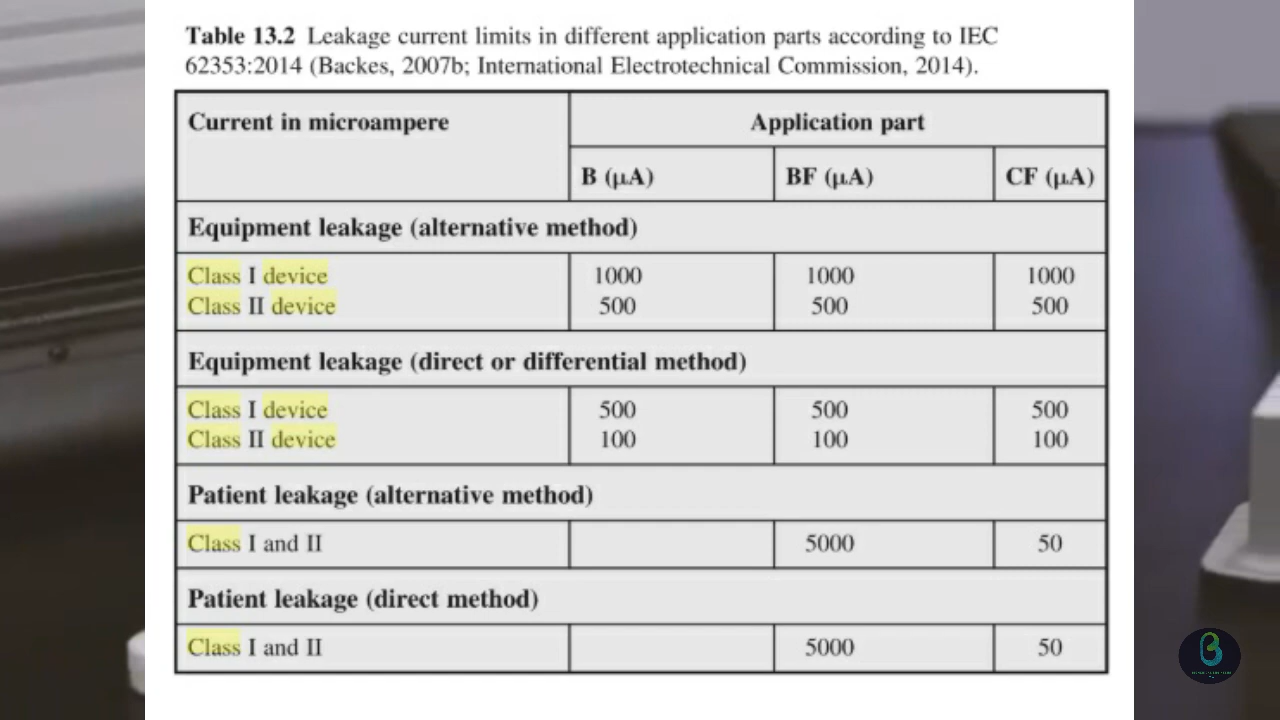 Table 13.2 Leakage current limits in different application parts according to IEC
62353:2014 (Backes, 2007b; International Electrotechnical Commission, 2014).
Current in microampere Application part
B (μA) BF (μA) CF (μA)
Equipment leakage (alternative method)
Class I device 1000 1000 1000
Class II device 500 500 500
Equipment leakage (direct or differential method)
Class I device 500 500 500
Class II device 100 100 100
Patient leakage (alternative method)
Class I and II 5000 50
Patient leakage (direct method)
Class I and II 5000 50